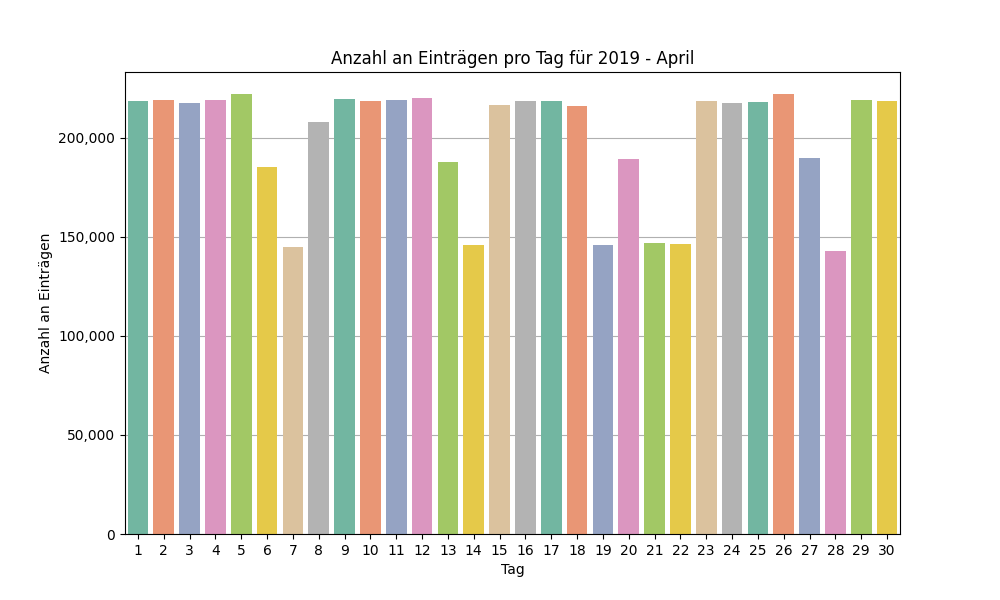 Anzahl an Einträgen pro Tag für 2019 - April
Anzahl an Einträgen
200,000
150,000
100,000
50,000
0
1 2 3 4 5 6 7 8 9 10 11 12 13 14 15 16 17 18 19 20 21 22 23 24 25 26 27 28 29 30
Tag